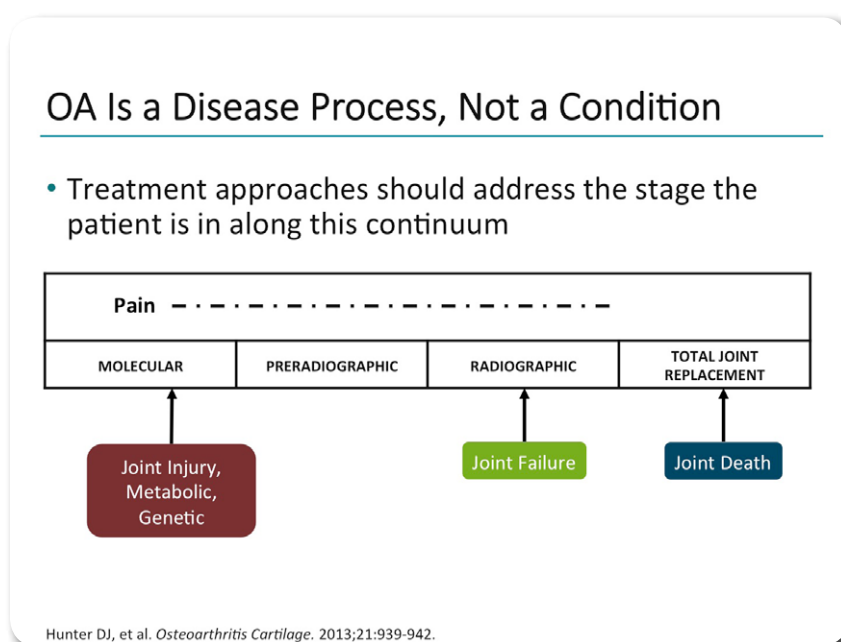 OA Is a Disease Process, Not a Condition
• Treatment approaches should address the stage the
patient is in along this continuum
Pain
MOLECULAR
PRERADIOGRAPHIC
RADIOGRAPHIC
TOTAL JOINT
REPLACEMENT
Joint Injury,
Metabolic,
Genetic
Joint Failure
Joint Death
Hunter DJ, et al. Osteoarthritis Cartilage. 2013;21:939-942.